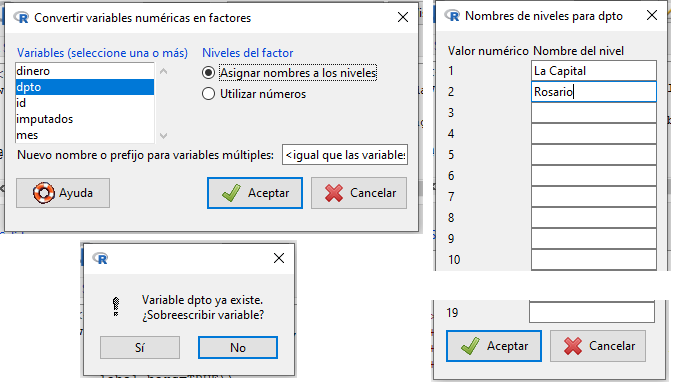 Convertir variables numéricas en factores
Variables (seleccione una o más)
Niveles del factor
dinero
dpto
id
imputados
mes
Asignar nombres a los niveles
Utilizar números
Nuevo nombre o prefijo para variables múltiples:
<igual que las variables
Ayuda
Aceptar
Cancelar
Nombres de niveles para dpto
Valor numérico Nombre del nivel
1 La Capital
2 Rosario
3
4
5
6
7
8
9
10
19
Aceptar
Cancelar
Variable dpto ya existe.
¿Sobreescribir variable?
Sí
No